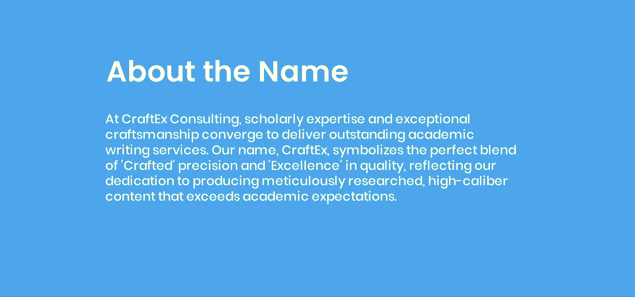 About the Name
At CraftEx Consulting, scholarly expertise and exceptional
craftsmanship converge to deliver outstanding academic
writing services. Our name, CraftEx, symbolizes the perfect blend
of 'Crafted' precision and 'Excellence' in quality, reflecting our
dedication to producing meticulously researched, high-caliber
content that exceeds academic expectations.